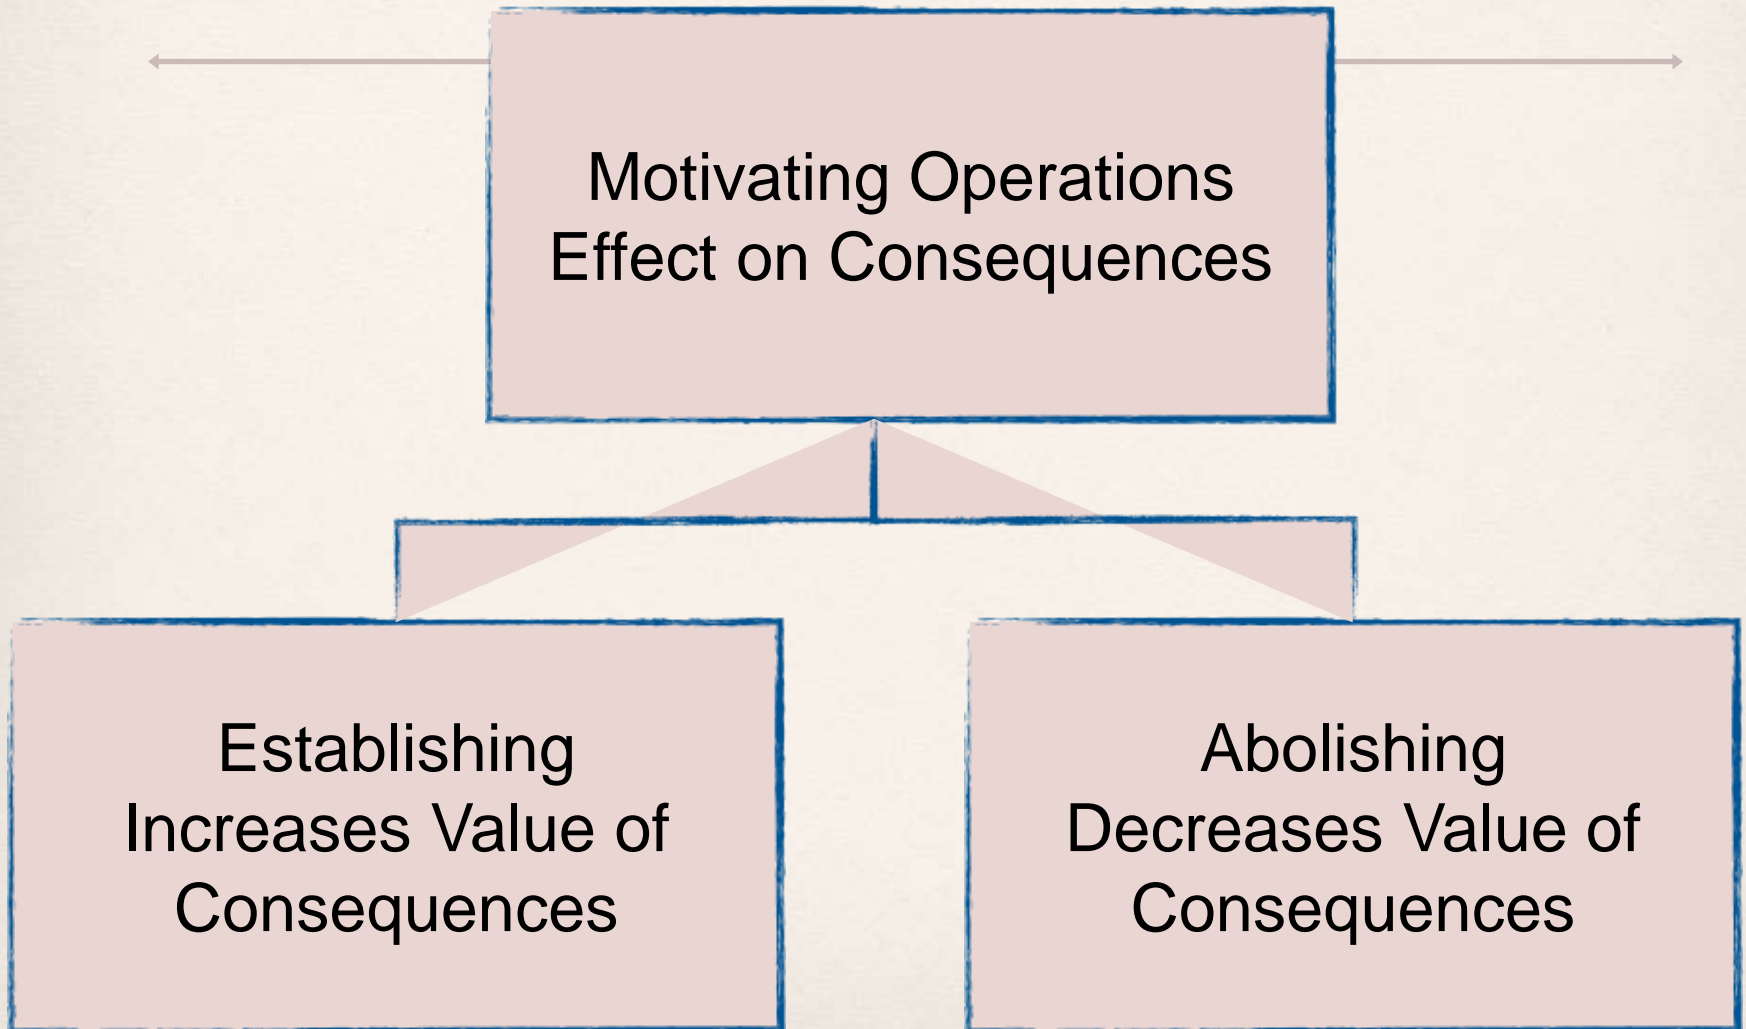 Motivating Operations
Effect on Consequences
Establishing
Increases Value of
Consequences
Abolishing
Decreases Value of
Consequences